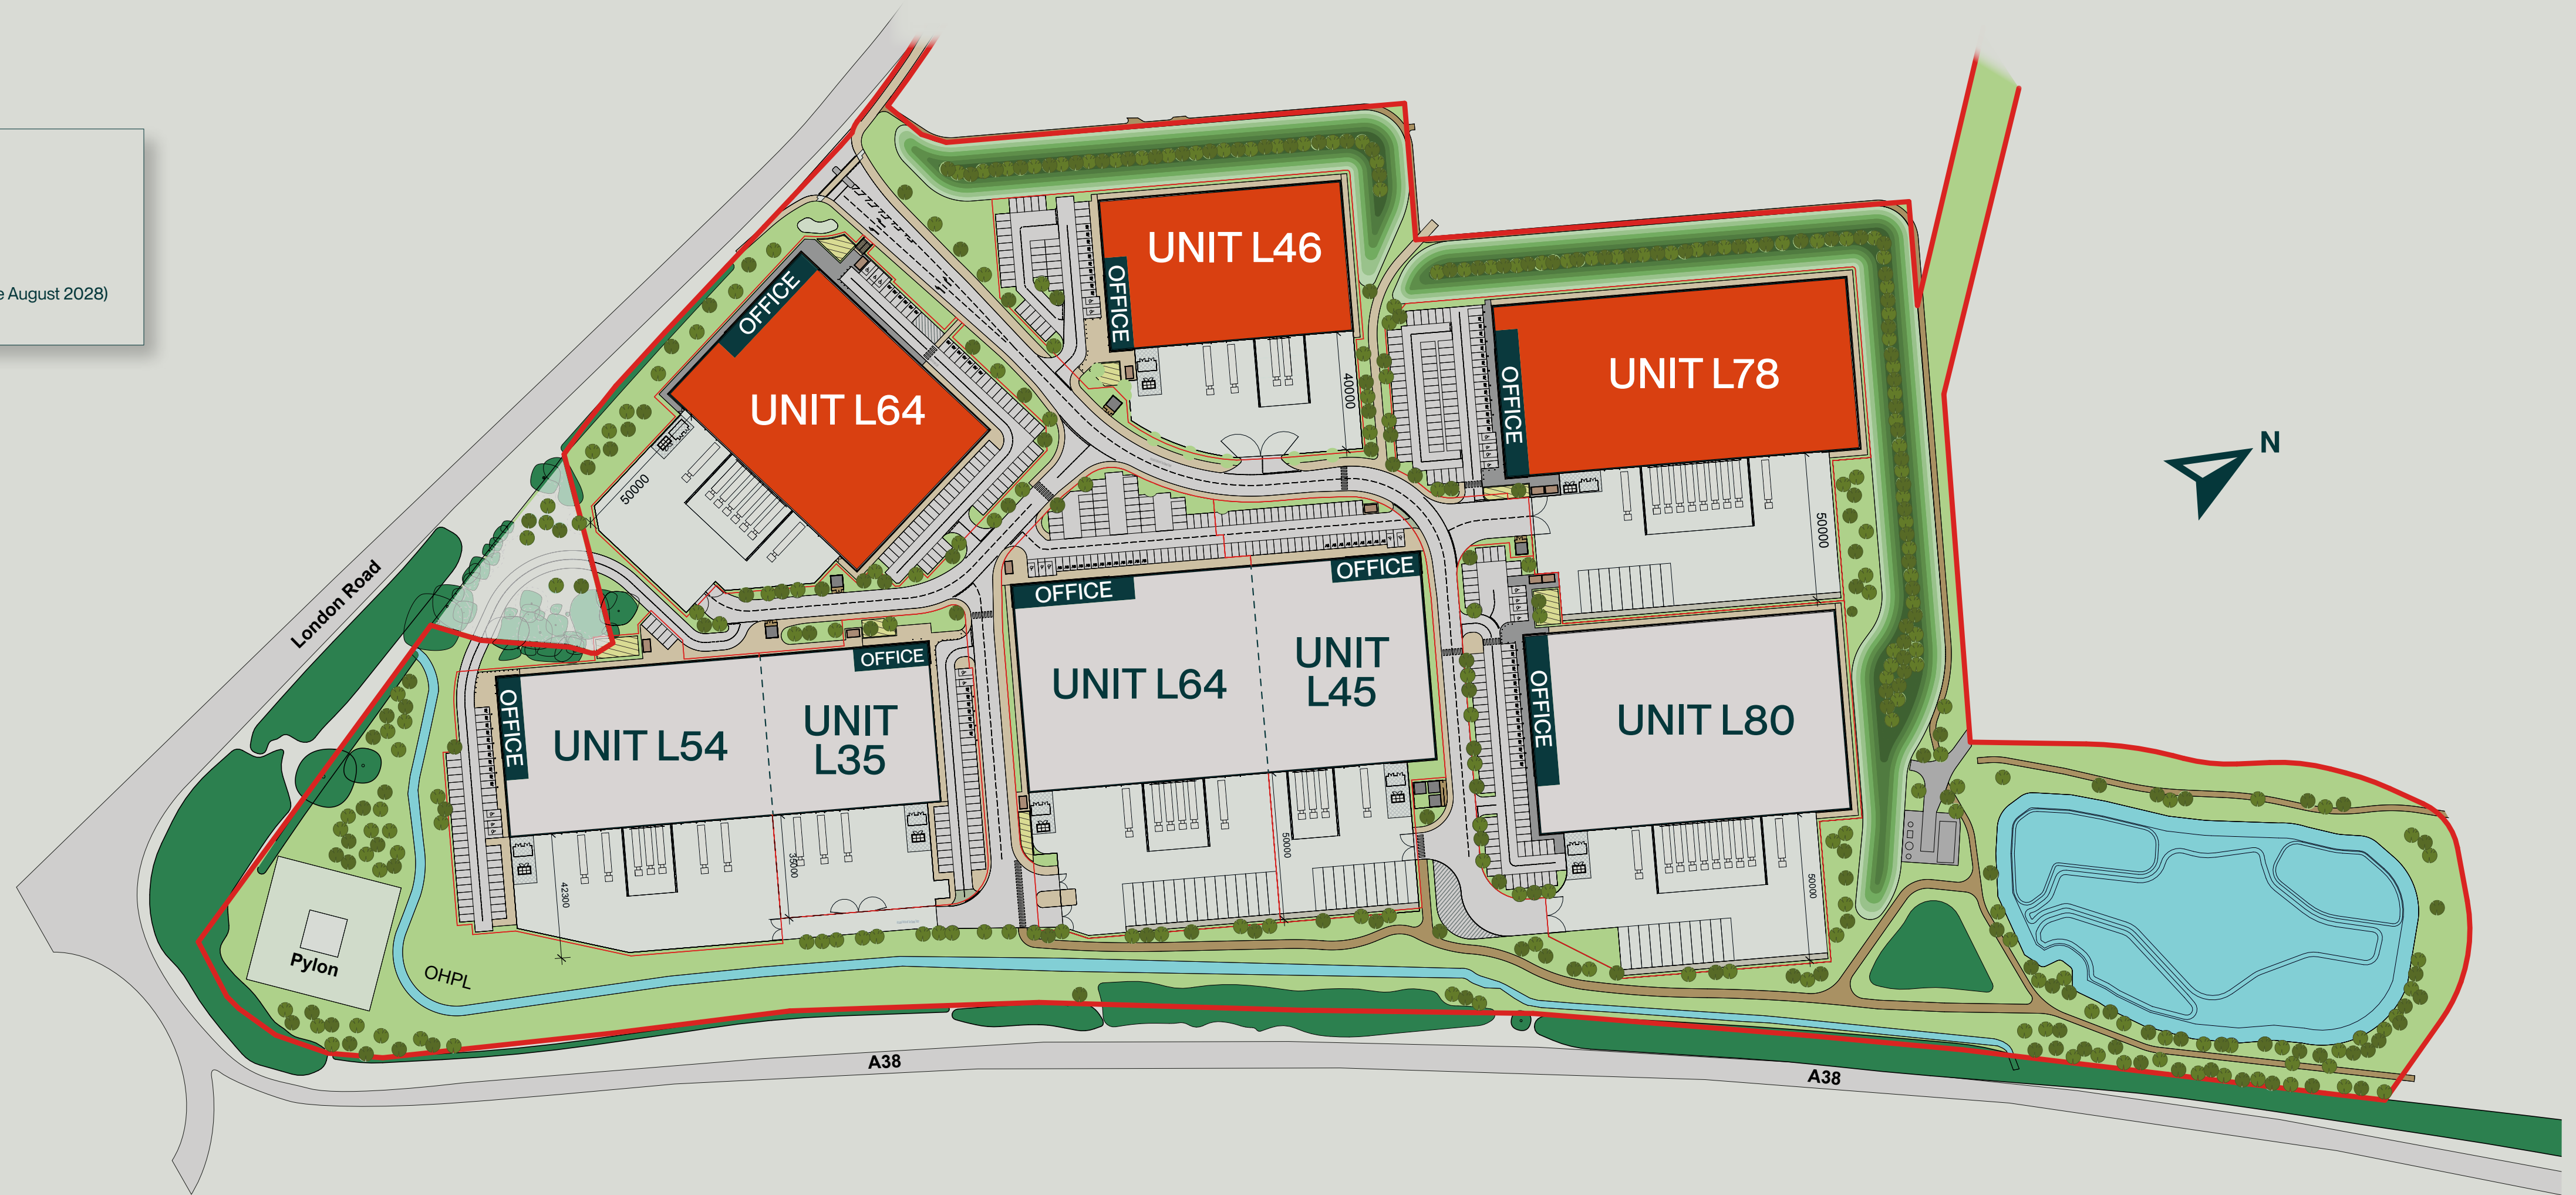 e August 2028)
N
London Road
UNIT L46
OFFICE
40000
UNIT L64
OFFICE
50000
UNIT L78
OFFICE
50000
OFFICE
UNIT L64
OFFICE
UNIT
L45
50000
OFFICE
UNIT L54
OFFICE
UNIT
L35
42300
35000
OFFICE
UNIT L80
50000
Pylon
OHPL
A38
A38